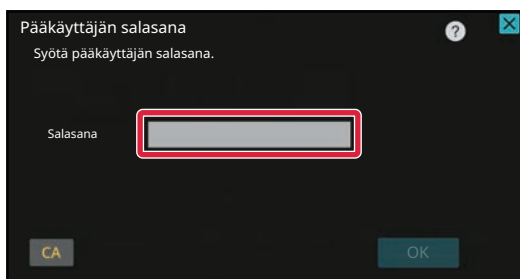 Pääkäyttäjän salasana
?
Syötä pääkäyttäjän salasana.
Salasana
CA
OK